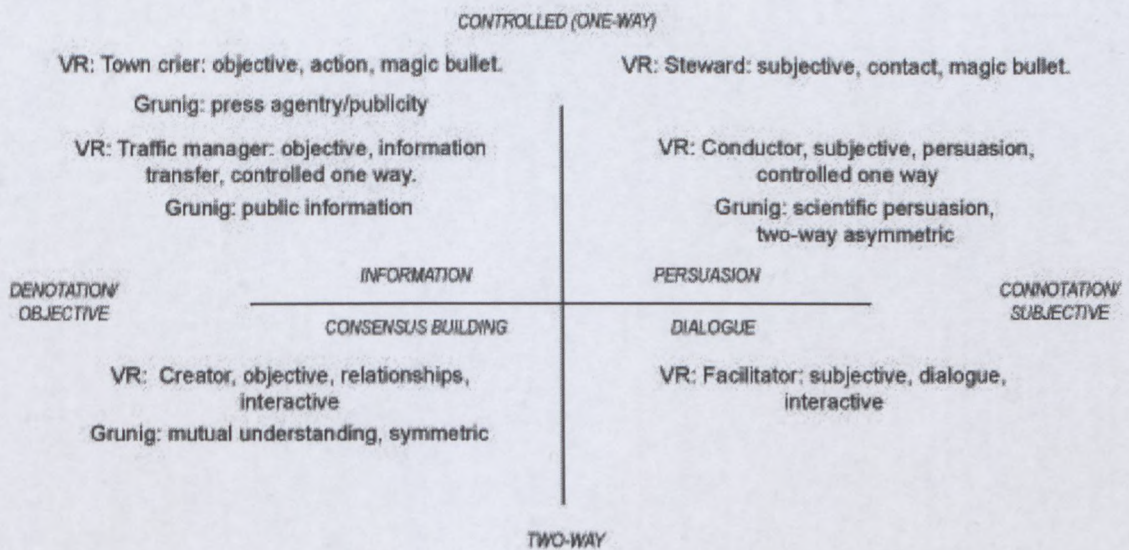 CONTROLLED (ONE-WAY)
VR: Town crier: objective, action, magic bullet.
Grunig: press agentry/publicity
VR: Traffic manager: objective, information
transfer, controlled one way.
Grunig: public information
VR: Steward: subjective, contact, magic bullet.
VR: Conductor, subjective, persuasion,
controlled one way
Grunig: scientific persuasion,
two-way asymmetric
DENOTATION/
OBJECTIVE
INFORMATION
PERSUASION
CONNOTATION/
SUBJECTIVE
CONSENSUS BUILDING
DIALOGUE
VR: Creator, objective, relationships,
interactive
Grunig: mutual understanding, symmetric
VR: Facilitator; subjective, dialogue,
interactive
TWO-WAY